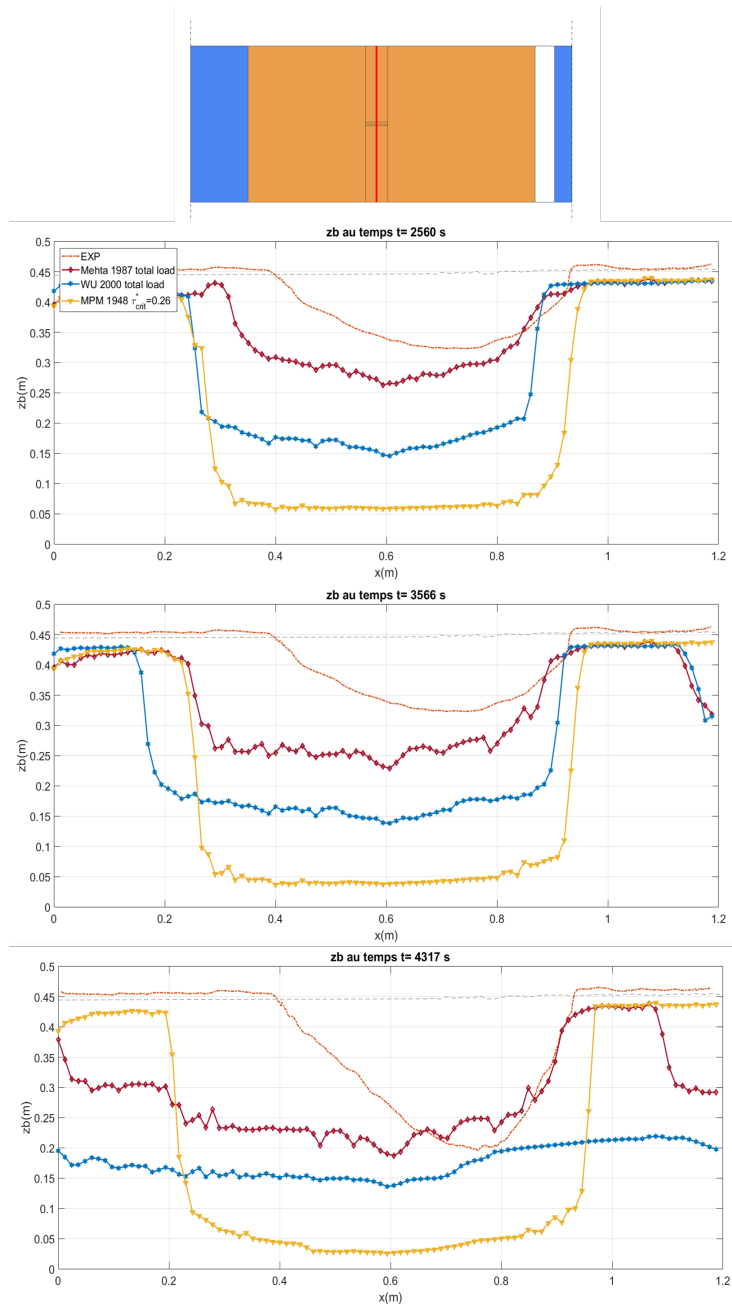 zb au temps t= 2560 s
EXP
Mehta 1987 total load
WU 2000 total load
MPM 1948 τ*crit=0.26
0.5
0.45
0.4
0.35
0.3
0.25
0.2
0.15
0.1
0.05
0
zb(m)
0 0.2 0.4 0.6 0.8 1 1.2
x(m)
zb au temps t= 3566 s
0.5
0.45
0.4
0.35
0.3
0.25
0.2
0.15
0.1
0.05
0
zb(m)
0 0.2 0.4 0.6 0.8 1 1.2
x(m)
zb au temps t= 4317 s
0.5
0.45
0.4
0.35
0.3
0.25
0.2
0.15
0.1
0.05
0
zb(m)
0 0.2 0.4 0.6 0.8 1 1.2
x(m)